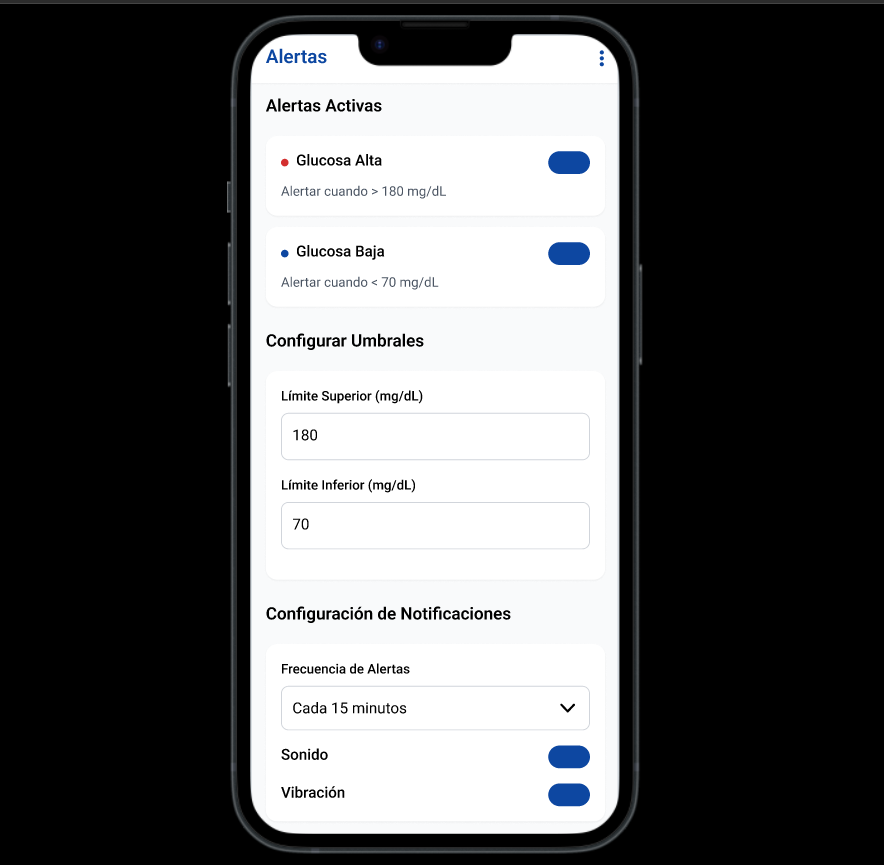 Alertas
Alertas Activas
Glucosa Alta
Alertar cuando > 180 mg/dL
Glucosa Baja
Alertar cuando < 70 mg/dL
Configurar Umbrales
Límite Superior (mg/dL)
180
Límite Inferior (mg/dL)
70
Configuración de Notificaciones
Frecuencia de Alertas
Cada 15 minutos
Sonido
Vibración